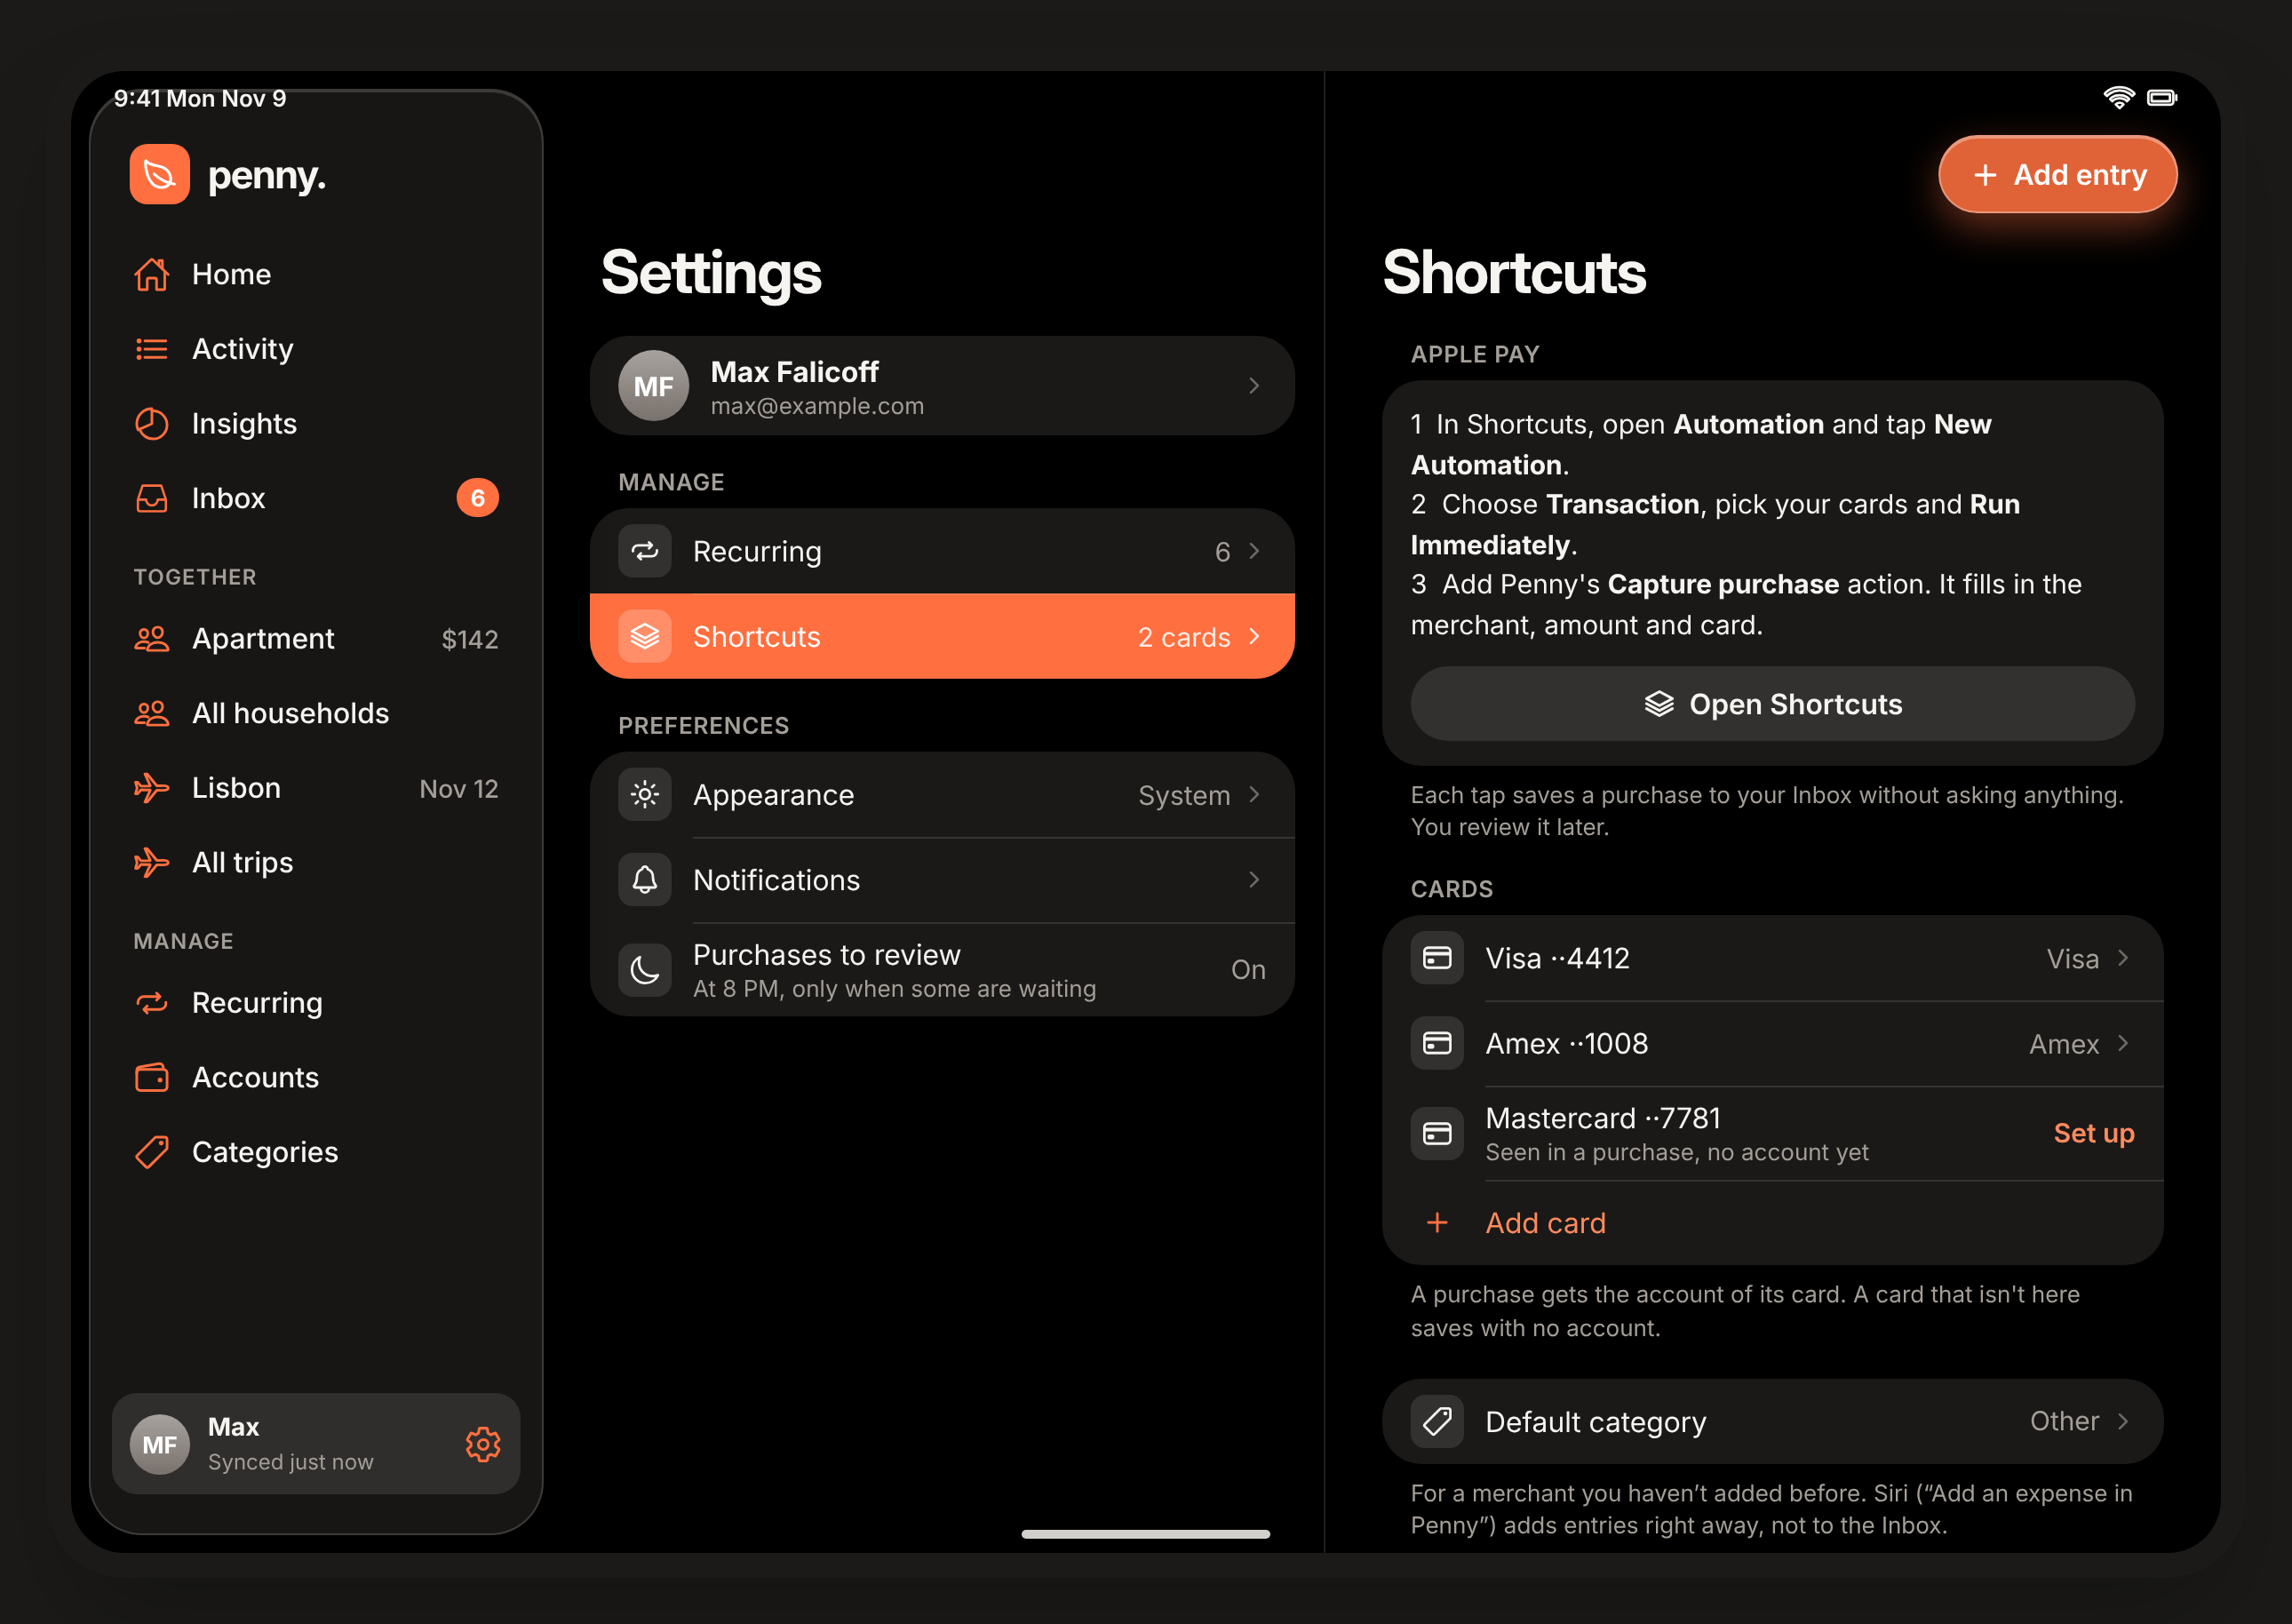 9:41 Mon Nov 9
penny.
Home
Activity
Insights
Inbox 6
TOGETHER
Apartment $142
All households
Lisbon Nov 12
All trips
MANAGE
Recurring
Accounts
Categories
MF
Max
Synced just now
Settings
MF
Max Falicoff
max@example.com
MANAGE
Recurring 6
Shortcuts 2 cards
PREFERENCES
Appearance System
Notifications
Purchases to review
At 8 PM, only when some are waiting
On
+ Add entry
Shortcuts
APPLE PAY
1 In Shortcuts, open Automation and tap New
Automation.
2 Choose Transaction, pick your cards and Run
Immediately.
3 Add Penny's Capture purchase action. It fills in the
merchant, amount and card.
Open Shortcuts
Each tap saves a purchase to your Inbox without asking anything.
You review it later.
CARDS
Visa ··4412 Visa
Amex ··1008 Amex
Mastercard ··7781
Seen in a purchase, no account yet
Set up
+ Add card
A purchase gets the account of its card. A card that isn't here
saves with no account.
Default category Other
For a merchant you haven’t added before. Siri (“Add an expense in
Penny”) adds entries right away, not to the Inbox.